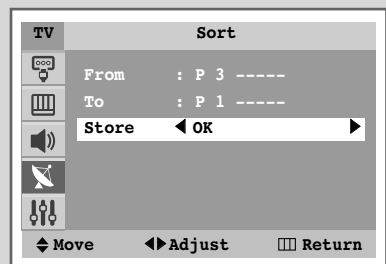 TV Sort
From : P 3 -----
To : P 1 -----
Store ◀ OK ▶
Move Adjust Return